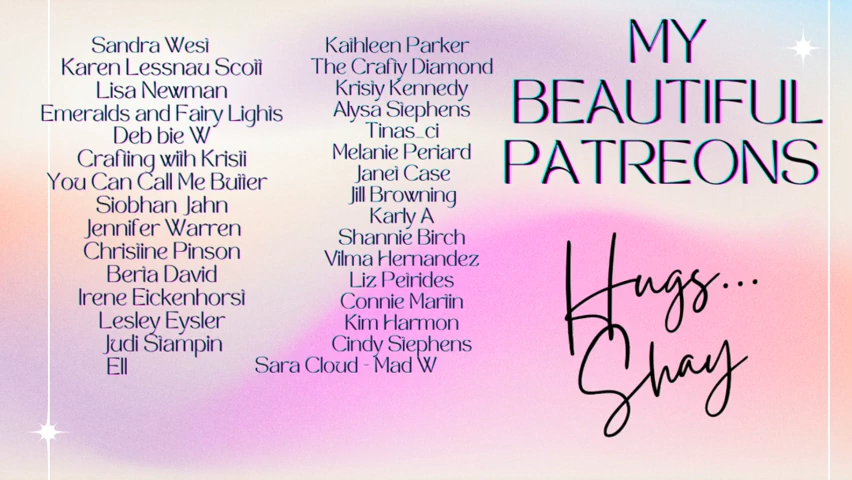 Sandra West
Karen Lessnau Scott
Lisa Newman
Emeralds and Fairy Lights
Deb bie W
Crafting with Kristi
You Can Call Me Butter
Siobhan Jahn
Jennifer Warren
Christine Pinson
Berta David
Irene Eickenhorst
Lesley Eysler
Judi Stampin
Ell
Kathleen Parker
The Crafty Diamond
Kristy Kennedy
Alysa Stephens
Tinas_ci
Melanie Periard
Janet Case
Jill Browning
Karly A
Shannie Birch
Vilma Hernandez
Liz Petrides
Connie Martin
Kim Harmon
Cindy Stephens
Sara Cloud - Mad W
MY
BEAUTIFUL
PATREONS
Hugs...
Shay